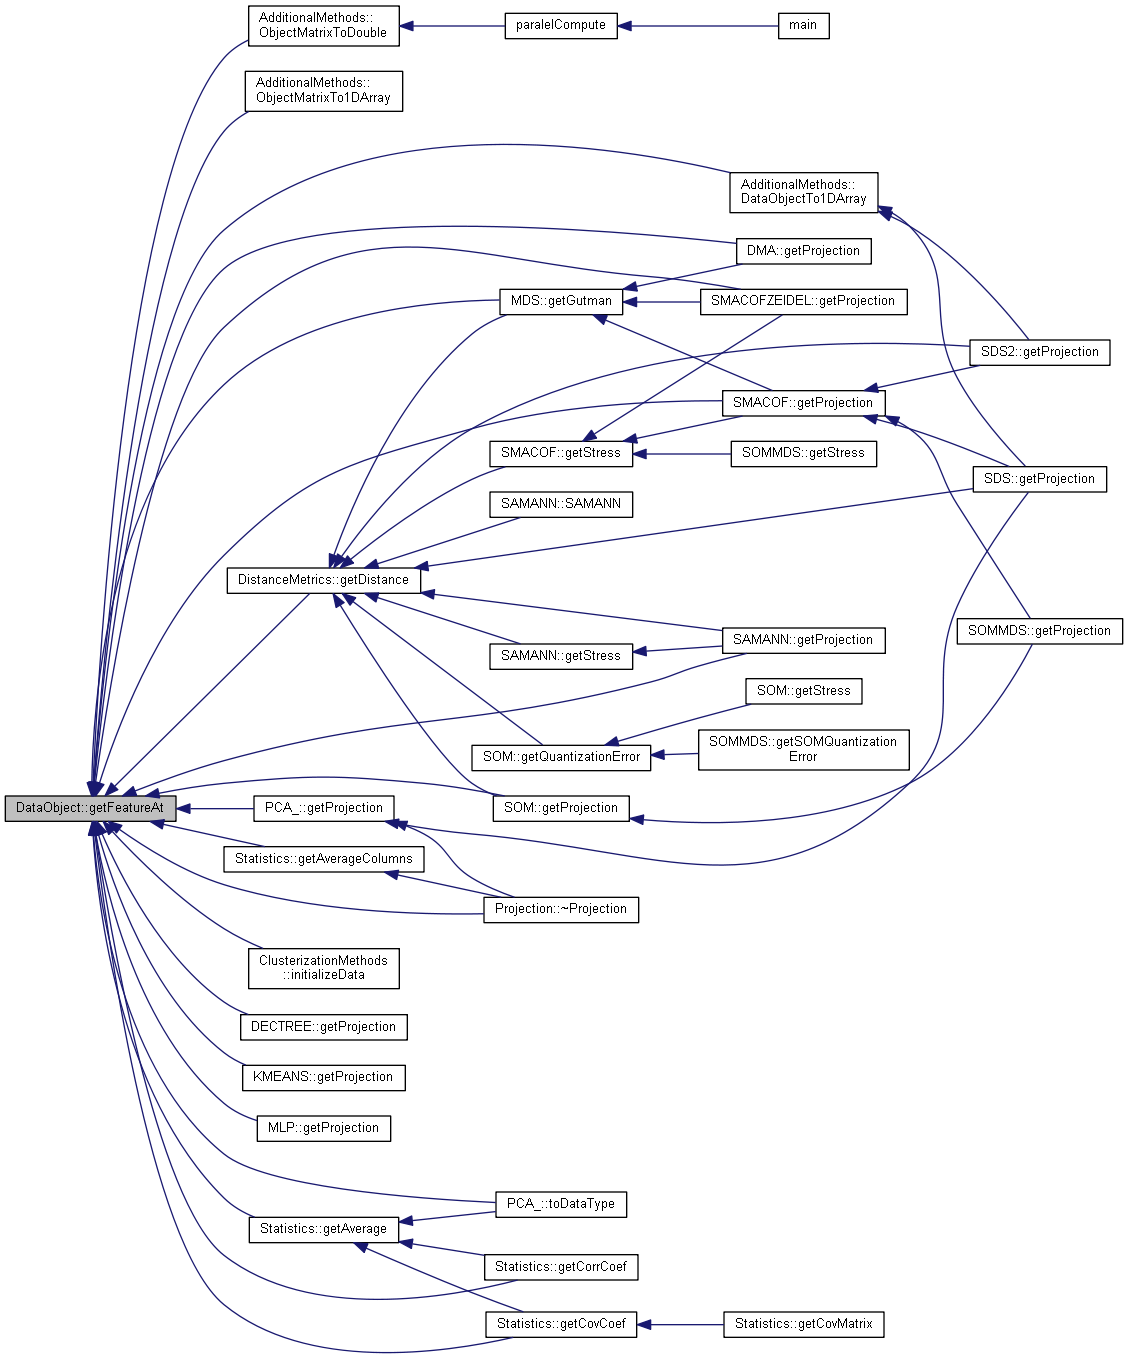 AdditionalMethods::
ObjectMatrixToDouble
paralelCompute
main
AdditionalMethods::
ObjectMatrixTo1DArray
AdditionalMethods::
DataObjectTo1DArray
DMA::getProjection
MDS::getGutman
SMACOFZEIDEL::getProjection
SDS2::getProjection
SMACOF::getProjection
SMACOF::getStress
SOMMDS::getStress
SDS::getProjection
SAMANN::SAMANN
DistanceMetrics::getDistance
SOMMDS::getProjection
SAMANN::getProjection
SAMANN::getStress
SOM::getStress
SOMMDS::getSOMQuantization
Error
SOM::getQuantizationError
DataObject::getFeatureAt
PCA_::getProjection
SOM::getProjection
Statistics::getAverageColumns
Projection::~Projection
ClusterizationMethods
::initializeData
DECTREE::getProjection
KMEANS::getProjection
MLP::getProjection
PCA_::toDataType
Statistics::getAverage
Statistics::getCorrCoef
Statistics::getCovCoef
Statistics::getCovMatrix